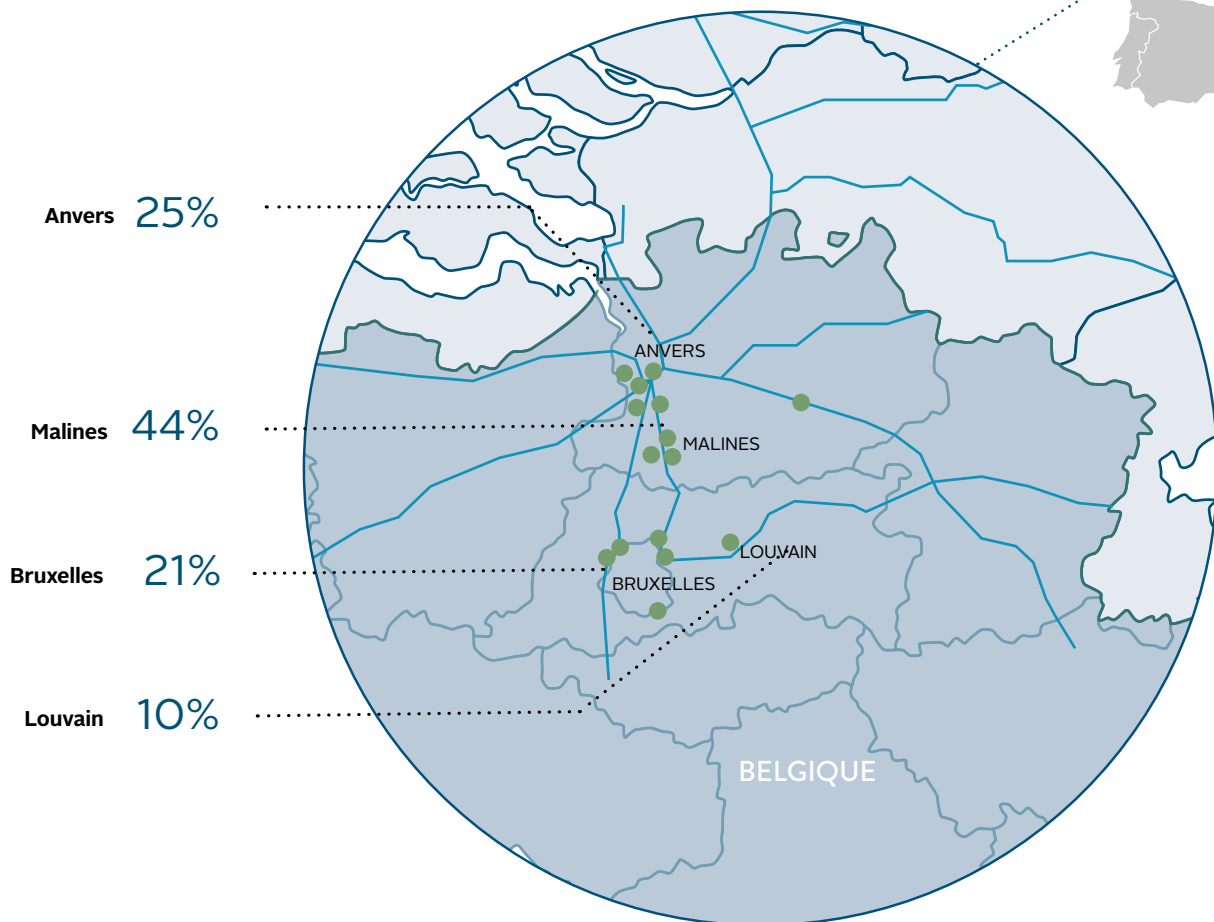 Anvers 25%
ANVERS
Malines 44%
MALINES
LOUVAIN
Bruxelles 21%
BRUXELLES
Louvain 10%
BELGIQUE